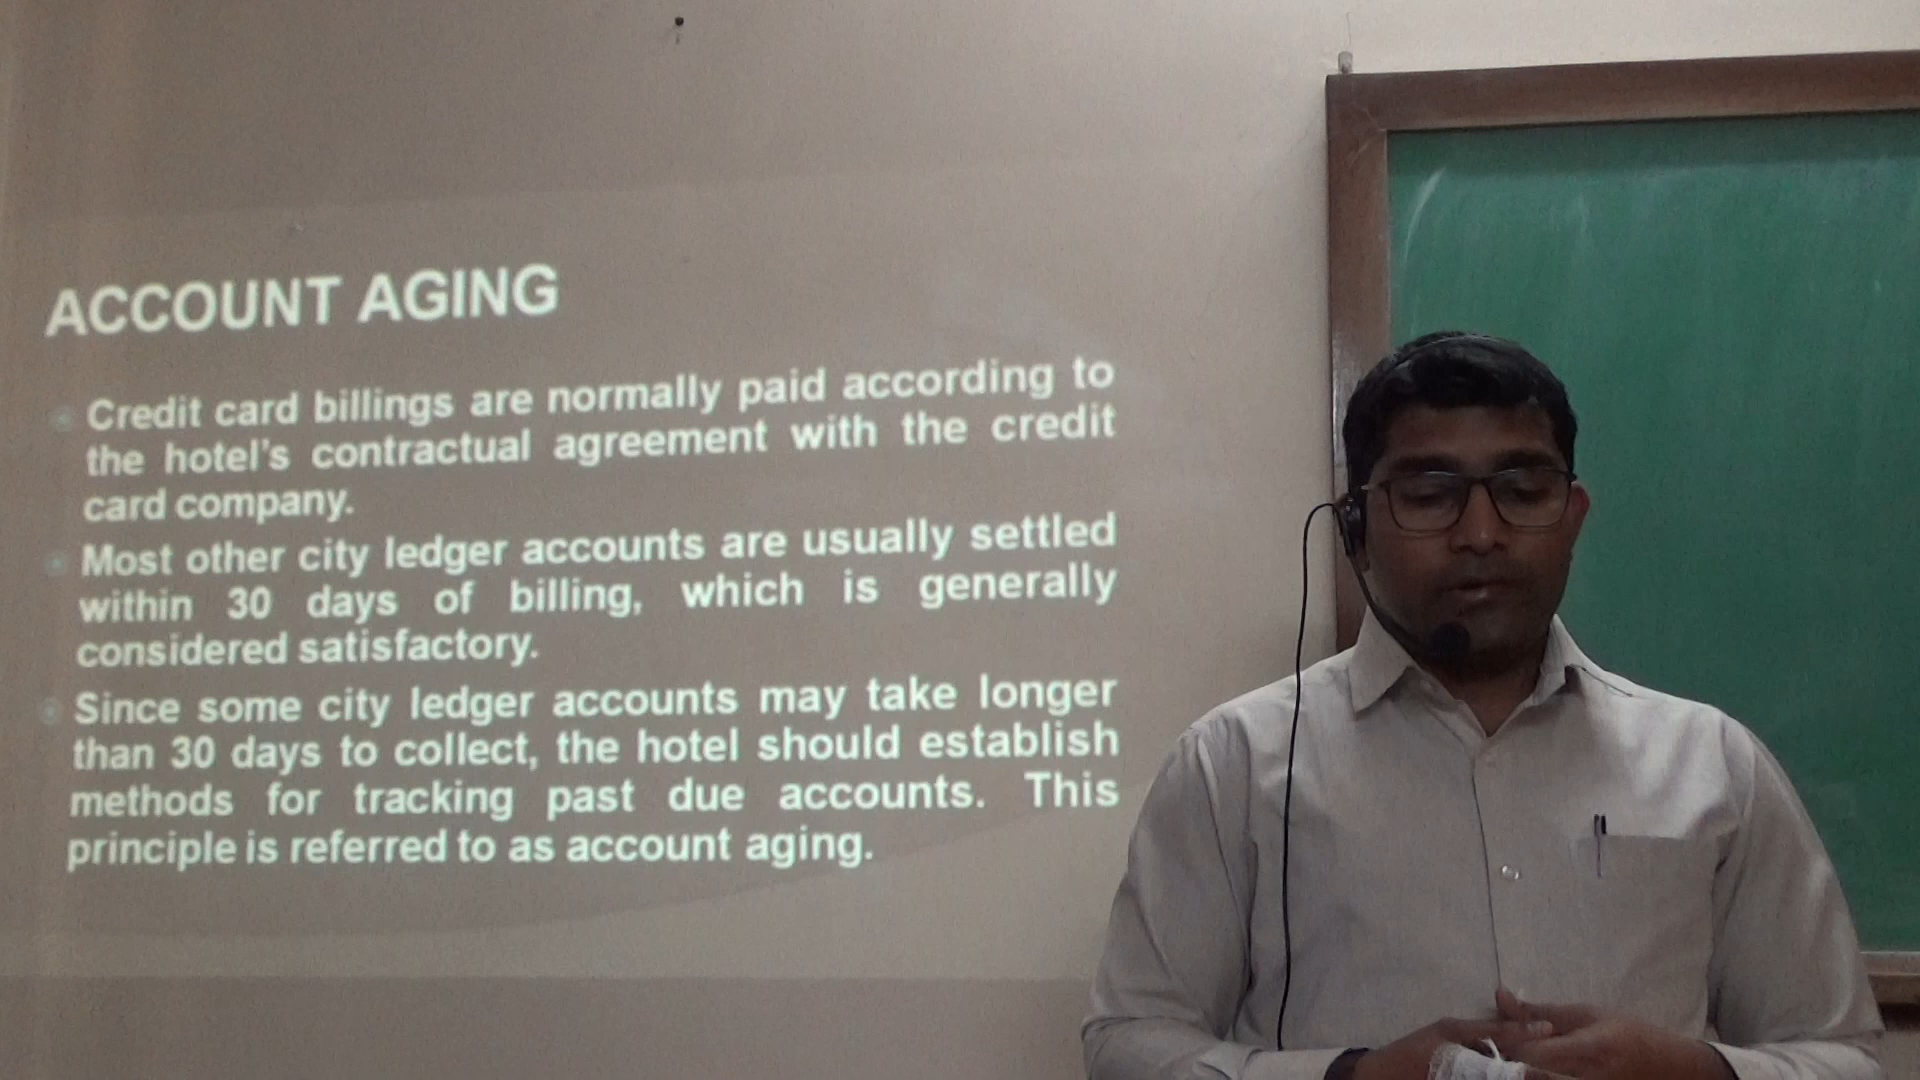 ACCOUNT AGING
Credit card billings are normally paid according to
the hotel's contractual agreement with the credit
card company.
Most other city ledger accounts are usually settled
within 30 days of billing, which is generally
considered satisfactory.
Since some city ledger accounts may take longer
than 30 days to collect, the hotel should establish
methods for tracking past due accounts. This
principle is referred to as account aging.